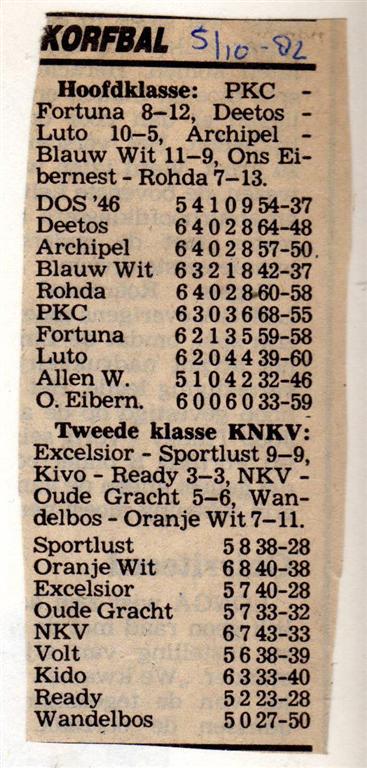 KORFBAL 5/10-82
Hoofdklasse: PKC -
Fortuna 8-12, Deetos -
Luto 10-5, Archipel -
Blauw Wit 11-9, Ons Ei-
bernest - Rohda 7-13.
DOS '46 5 4 1 0 9 54-37
Deetos 6 4 0 2 8 64-48
Archipel 6 4 0 2 8 57-50
Blauw Wit 6 3 2 1 8 42-37
Rohda 6 4 0 2 8 60-58
PKC 6 3 0 3 6 68-55
Fortuna 6 2 1 3 5 59-58
Luto 6 2 0 4 4 39-60
Allen W. 5 1 0 4 2 32-46
O. Eibern. 6 0 0 6 0 33-59
Tweede klasse KNKV:
Excelsior - Sportlust 9-9,
Kivo - Ready 3-3, NKV -
Oude Gracht 5-6, Wan-
delbos - Oranje Wit 7-11.
Sportlust 5 8 38-28
Oranje Wit 6 8 40-38
Excelsior 5 7 40-28
Oude Gracht 5 7 33-32
NKV 6 7 43-33
Volt 5 6 38-39
Kido 6 3 33-40
Ready 5 2 23-28
Wandelbos 5 0 27-50